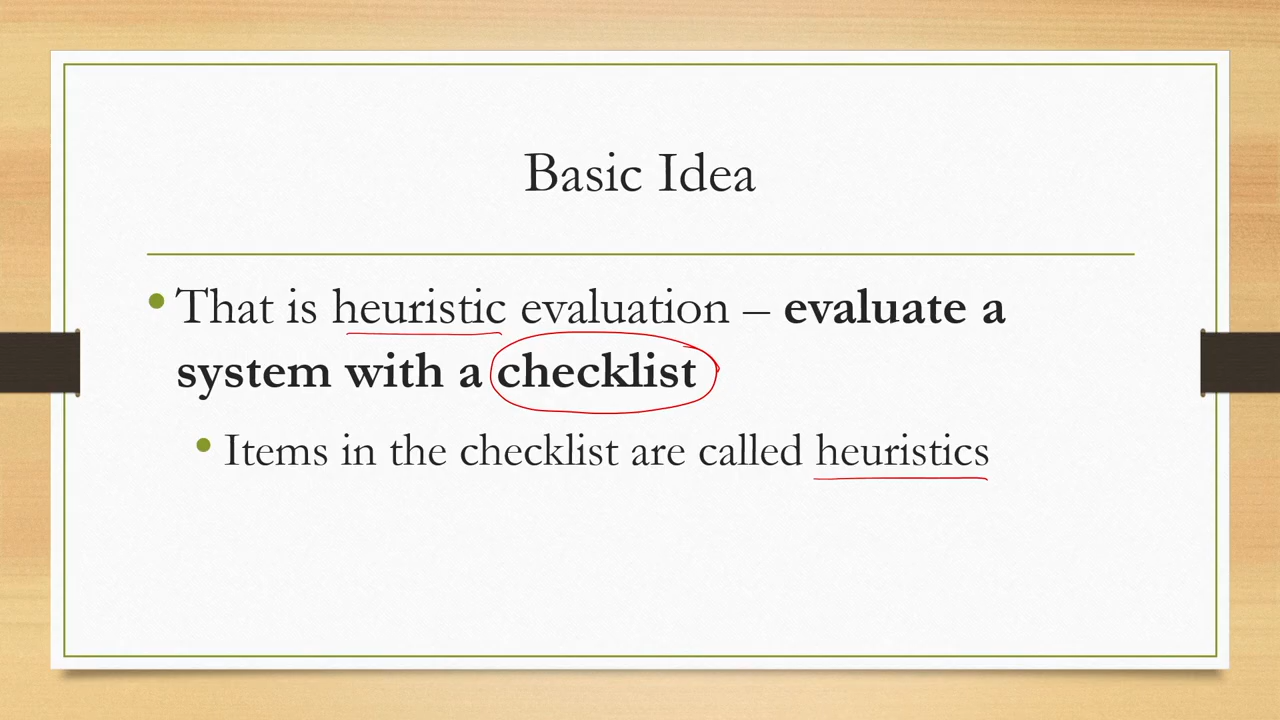 Basic Idea
• That is heuristic evaluation – evaluate a
system with a checklist
• Items in the checklist are called heuristics